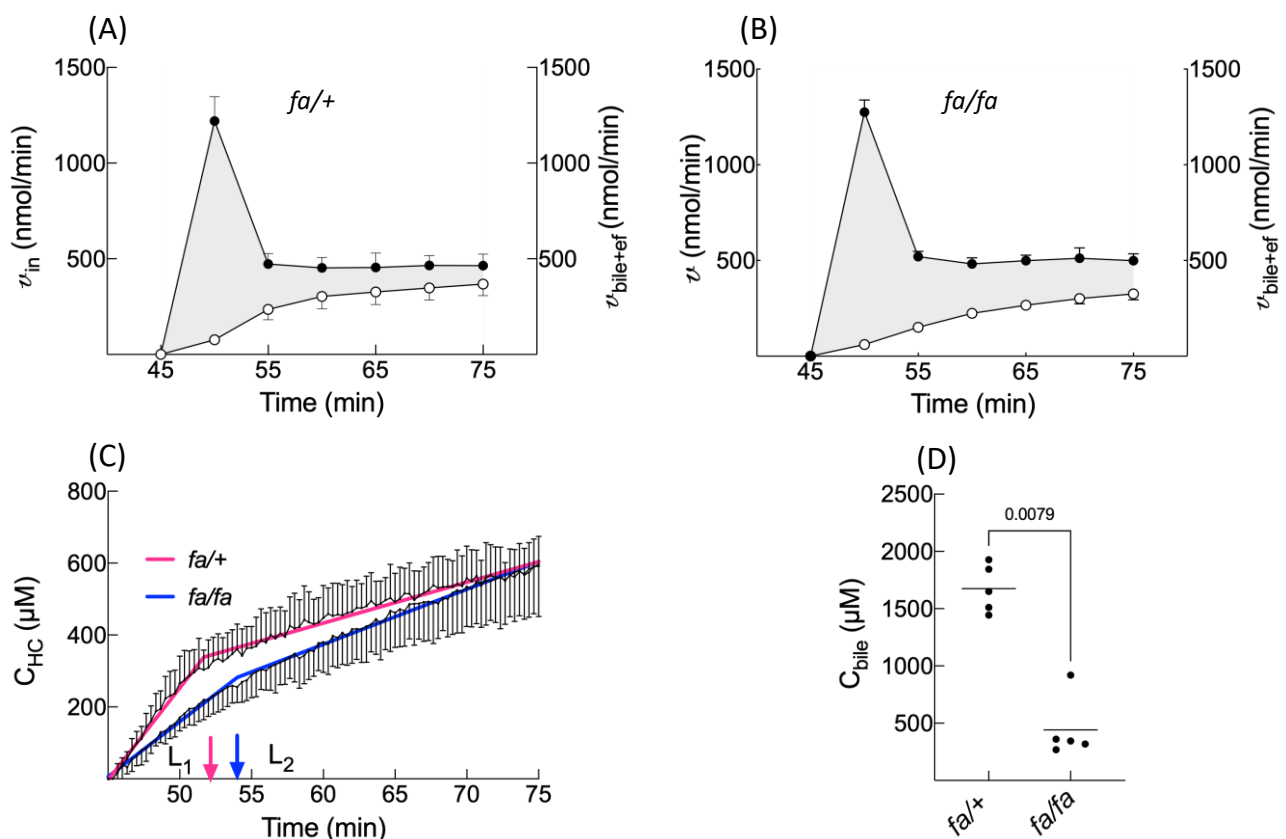 (A)
1500
1000
500
v_in (nmol/min)
fa/+
1500
1000
500
v_bile+ef (nmol/min)
45
55
65
75
Time (min)
(B)
1500
1000
500
v (nmol/min)
fa/fa
1500
1000
500
v_bile+ef (nmol/min)
45
55
65
75
Time (min)
(C)
800
600
400
200
C_HC (µM)
fa/+
fa/fa
L₁
L₂
50
55
60
65
70
75
Time (min)
(D)
2500
2000
1500
1000
500
C_bile (µM)
0.0079
fa/+
fa/fa